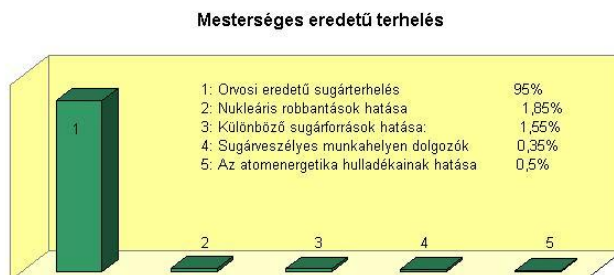 Mesterséges eredetű terhelés
1: Orvosi eredetű sugárterhelés 95%
2: Nukleáris robbantások hatása 1,85%
3: Különböző sugárforrások hatása: 1,55%
4: Sugárveszélyes munkahelyen dolgozók 0,35%
5: Az atomenergetika hulladékainak hatása 0,5%
1
2 3 4 5